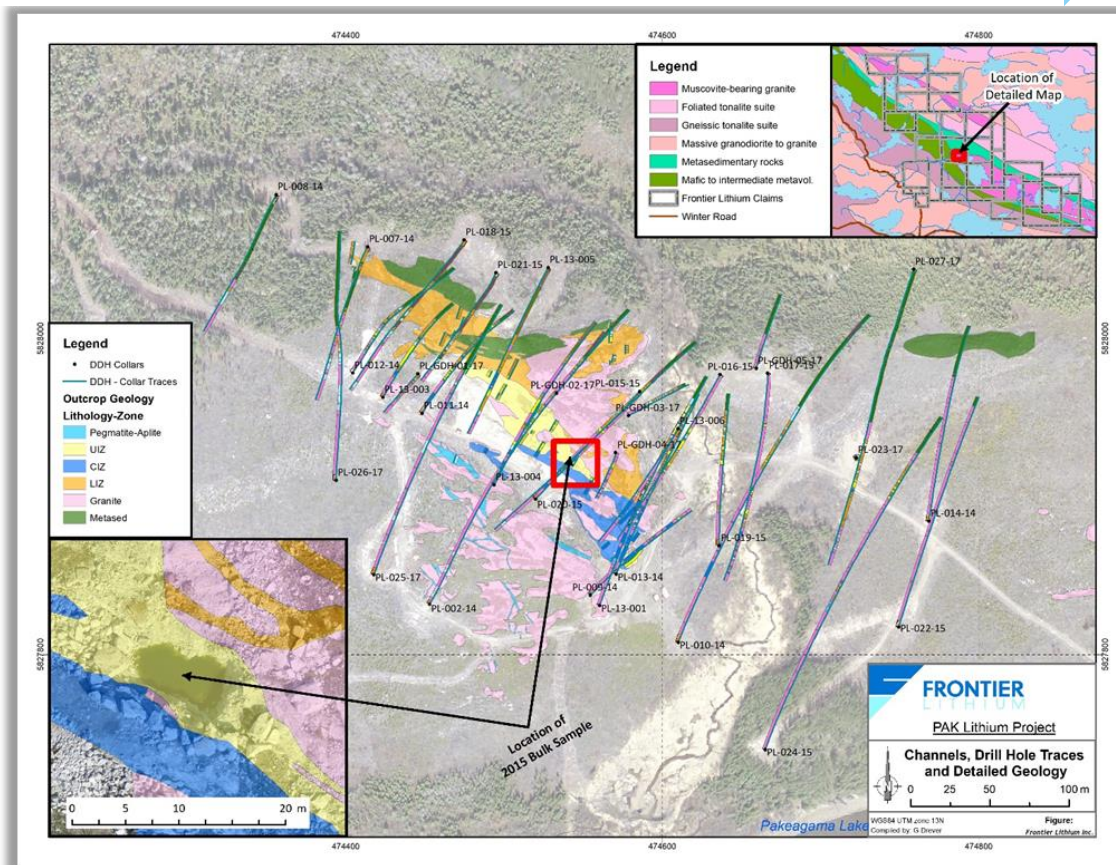 474400
474600
474800
Legend
Muscovite-bearing granite
Foliated tonalite suite
Gneissic tonalite suite
Massive granodiorite to granite
Metasedimentary rocks
Mafic to intermediate metavol.
Frontier Lithium Claims
Winter Road
Location of
Detailed Map
PL-008-14
PL-007-14
PL-018-15
PL-021-15
PL-13-005
PL-027-17
5828000
5828000
Legend
DDH Collars
DDH - Collar Traces
Outcrop Geology
Lithology-Zone
Pegmatite-Aplite
UIZ
CIZ
LIZ
Granite
Metased
PL-012-14
PL-GDH-01-17
PL-13-003
PL-011-14
PL-GDH-02-17
PL-015-15
PL-016-15
PL-GDH-05-17
PL-017-15
PL-GDH-03-17
PL-13-006
PL-GDH-04-17
PL-023-17
PL-026-17
PL-13-004
PL-020-15
PL-014-14
PL-019-15
PL-025-17
PL-002-14
PL-009-14
PL-013-14
PL-13-001
PL-010-14
PL-022-15
5827800
5827800
PL-024-15
Location of
2015 Bulk Sample
0 5 10 20 m
FRONTIER
LITHIUM
PAK Lithium Project
Channels, Drill Hole Traces
and Detailed Geology
0 25 50 100 m
WGS84 UTM zone 13N
Compiled by: G.Drever
Figure:
Frontier Lithium Inc.
Pakeagama Lake
474400
474600
474800